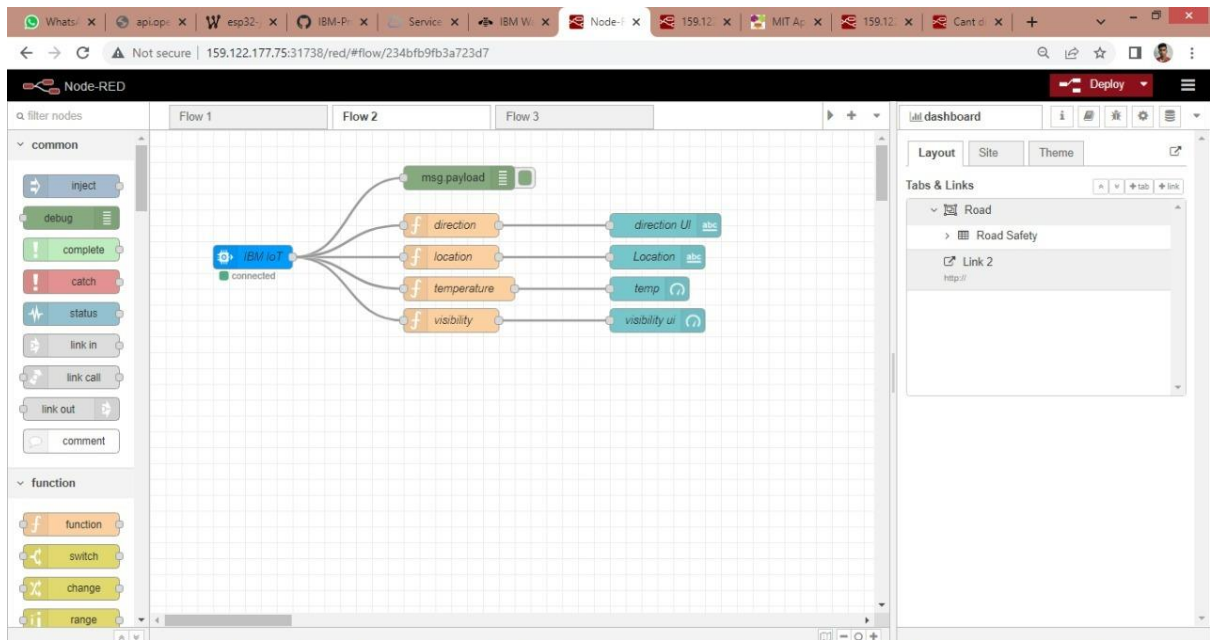 WhatsA
api.ope
esp32-
IBM-Pr
Service
IBM W
Node-R
159.122
MIT Ap
159.122
Cant d
Not secure
159.122.177.75:31738/red/#flow/234bfb9fb3a723d7
Node-RED
Deploy
filter nodes
Flow 1
Flow 2
Flow 3
dashboard
common
inject
debug
complete
catch
status
link in
link call
link out
comment
function
function
switch
change
range
msg.payload
IBM IoT
connected
direction
direction UI
abc
location
Location
abc
temperature
temp
visibility
visibility ui
Layout
Site
Theme
Tabs & Links
+ tab
+ link
Road
Road Safety
Link 2
http://